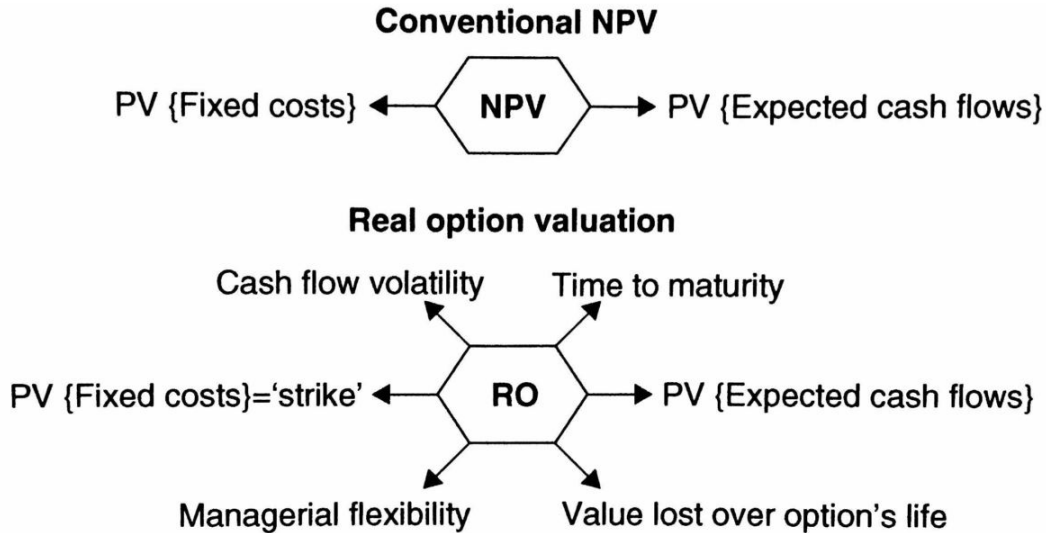 Conventional NPV
PV {Fixed costs} NPV PV {Expected cash flows}
Real option valuation
Cash flow volatility Time to maturity
PV {Fixed costs}=‘strike’ RO PV {Expected cash flows}
Managerial flexibility Value lost over option’s life